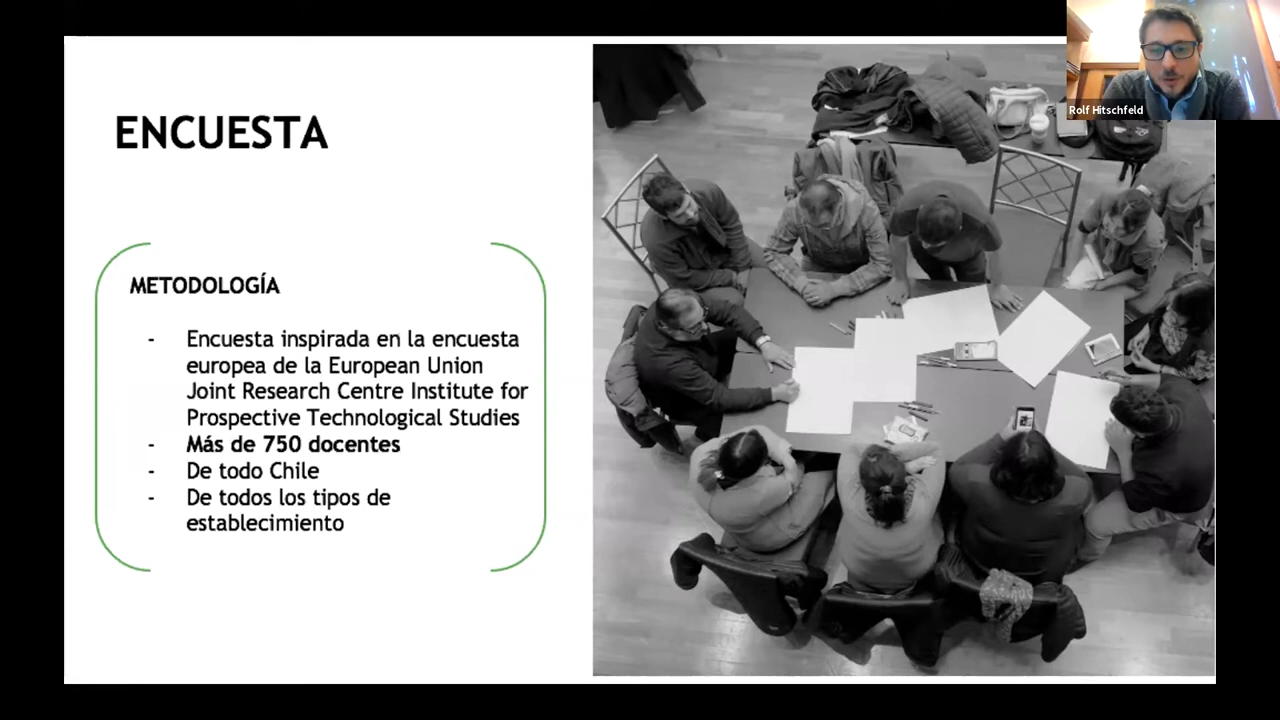 ENCUESTA
METODOLOGÍA
- Encuesta inspirada en la encuesta
europea de la European Union
Joint Research Centre Institute for
Prospective Technological Studies
- Más de 750 docentes
- De todo Chile
- De todos los tipos de
establecimiento
Rolf Hitschfeld